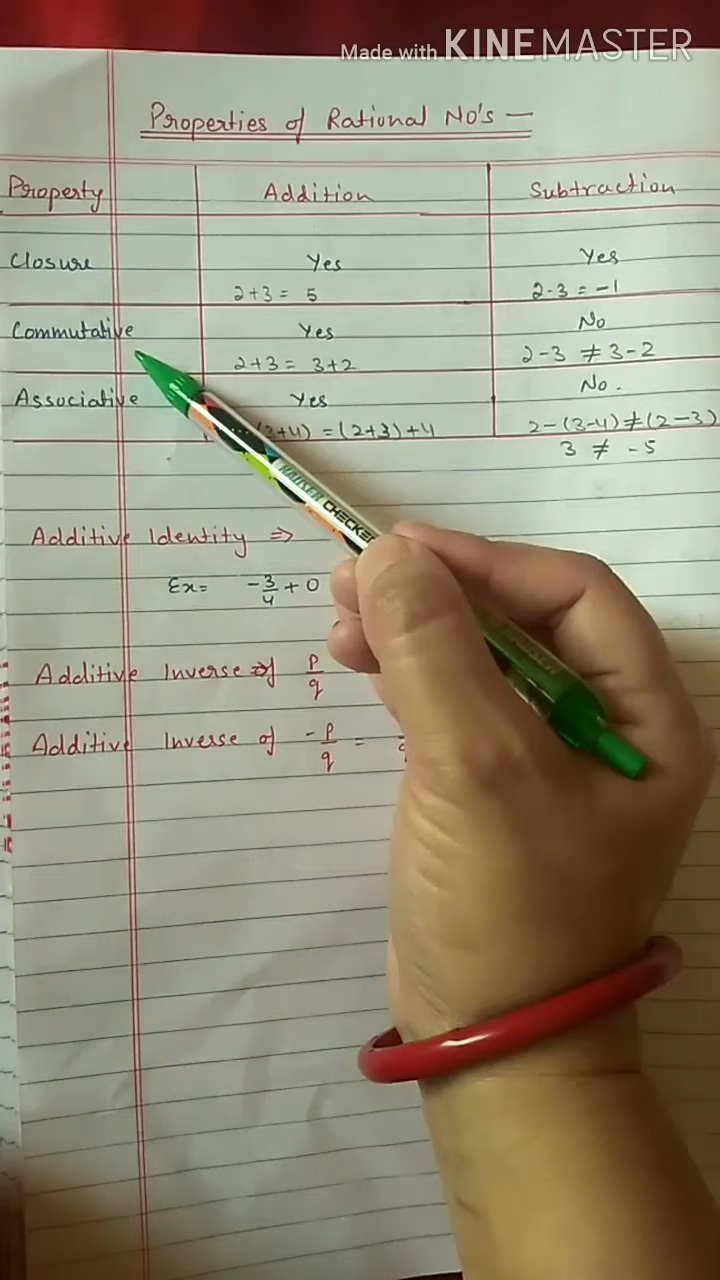 Made with KINEMASTER
Properties of Rational No's —
Property Addition Subtraction
Closure Yes Yes
2+3 = 5 2-3 = -1
Commutative Yes No
2+3 = 3+2 2-3 ≠ 3-2
Associative Yes No.
(3+4) = (2+3)+4 2-(3-4) ≠ (2-3)
3 ≠ -5
Additive Identity ⇒
Ex= -3/4 + 0
Additive Inverse of p/q
Additive Inverse of -p/q =
HAUSER CHECKER